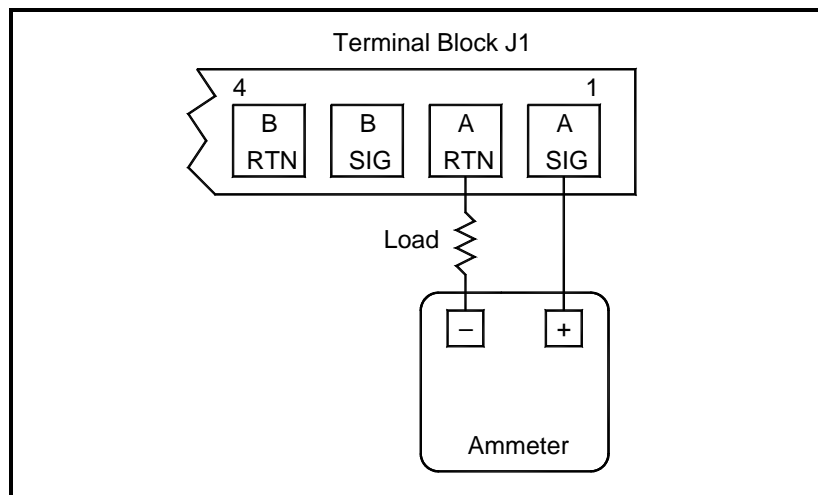 Terminal Block J1
4 1
B B A A
RTN SIG RTN SIG
Load
– +
Ammeter